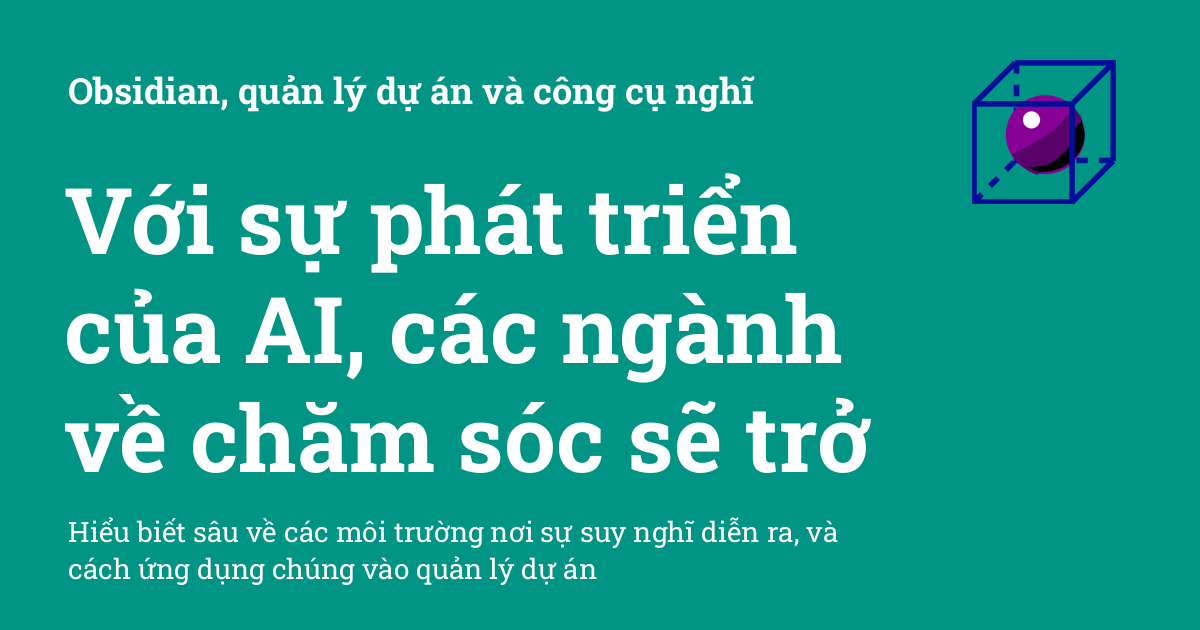 Obsidian, quản lý dự án và công cụ nghĩ
Với sự phát triển
của AI, các ngành
về chăm sóc sẽ trở
Hiểu biết sâu về các môi trường nơi sự suy nghĩ diễn ra, và
cách ứng dụng chúng vào quản lý dự án